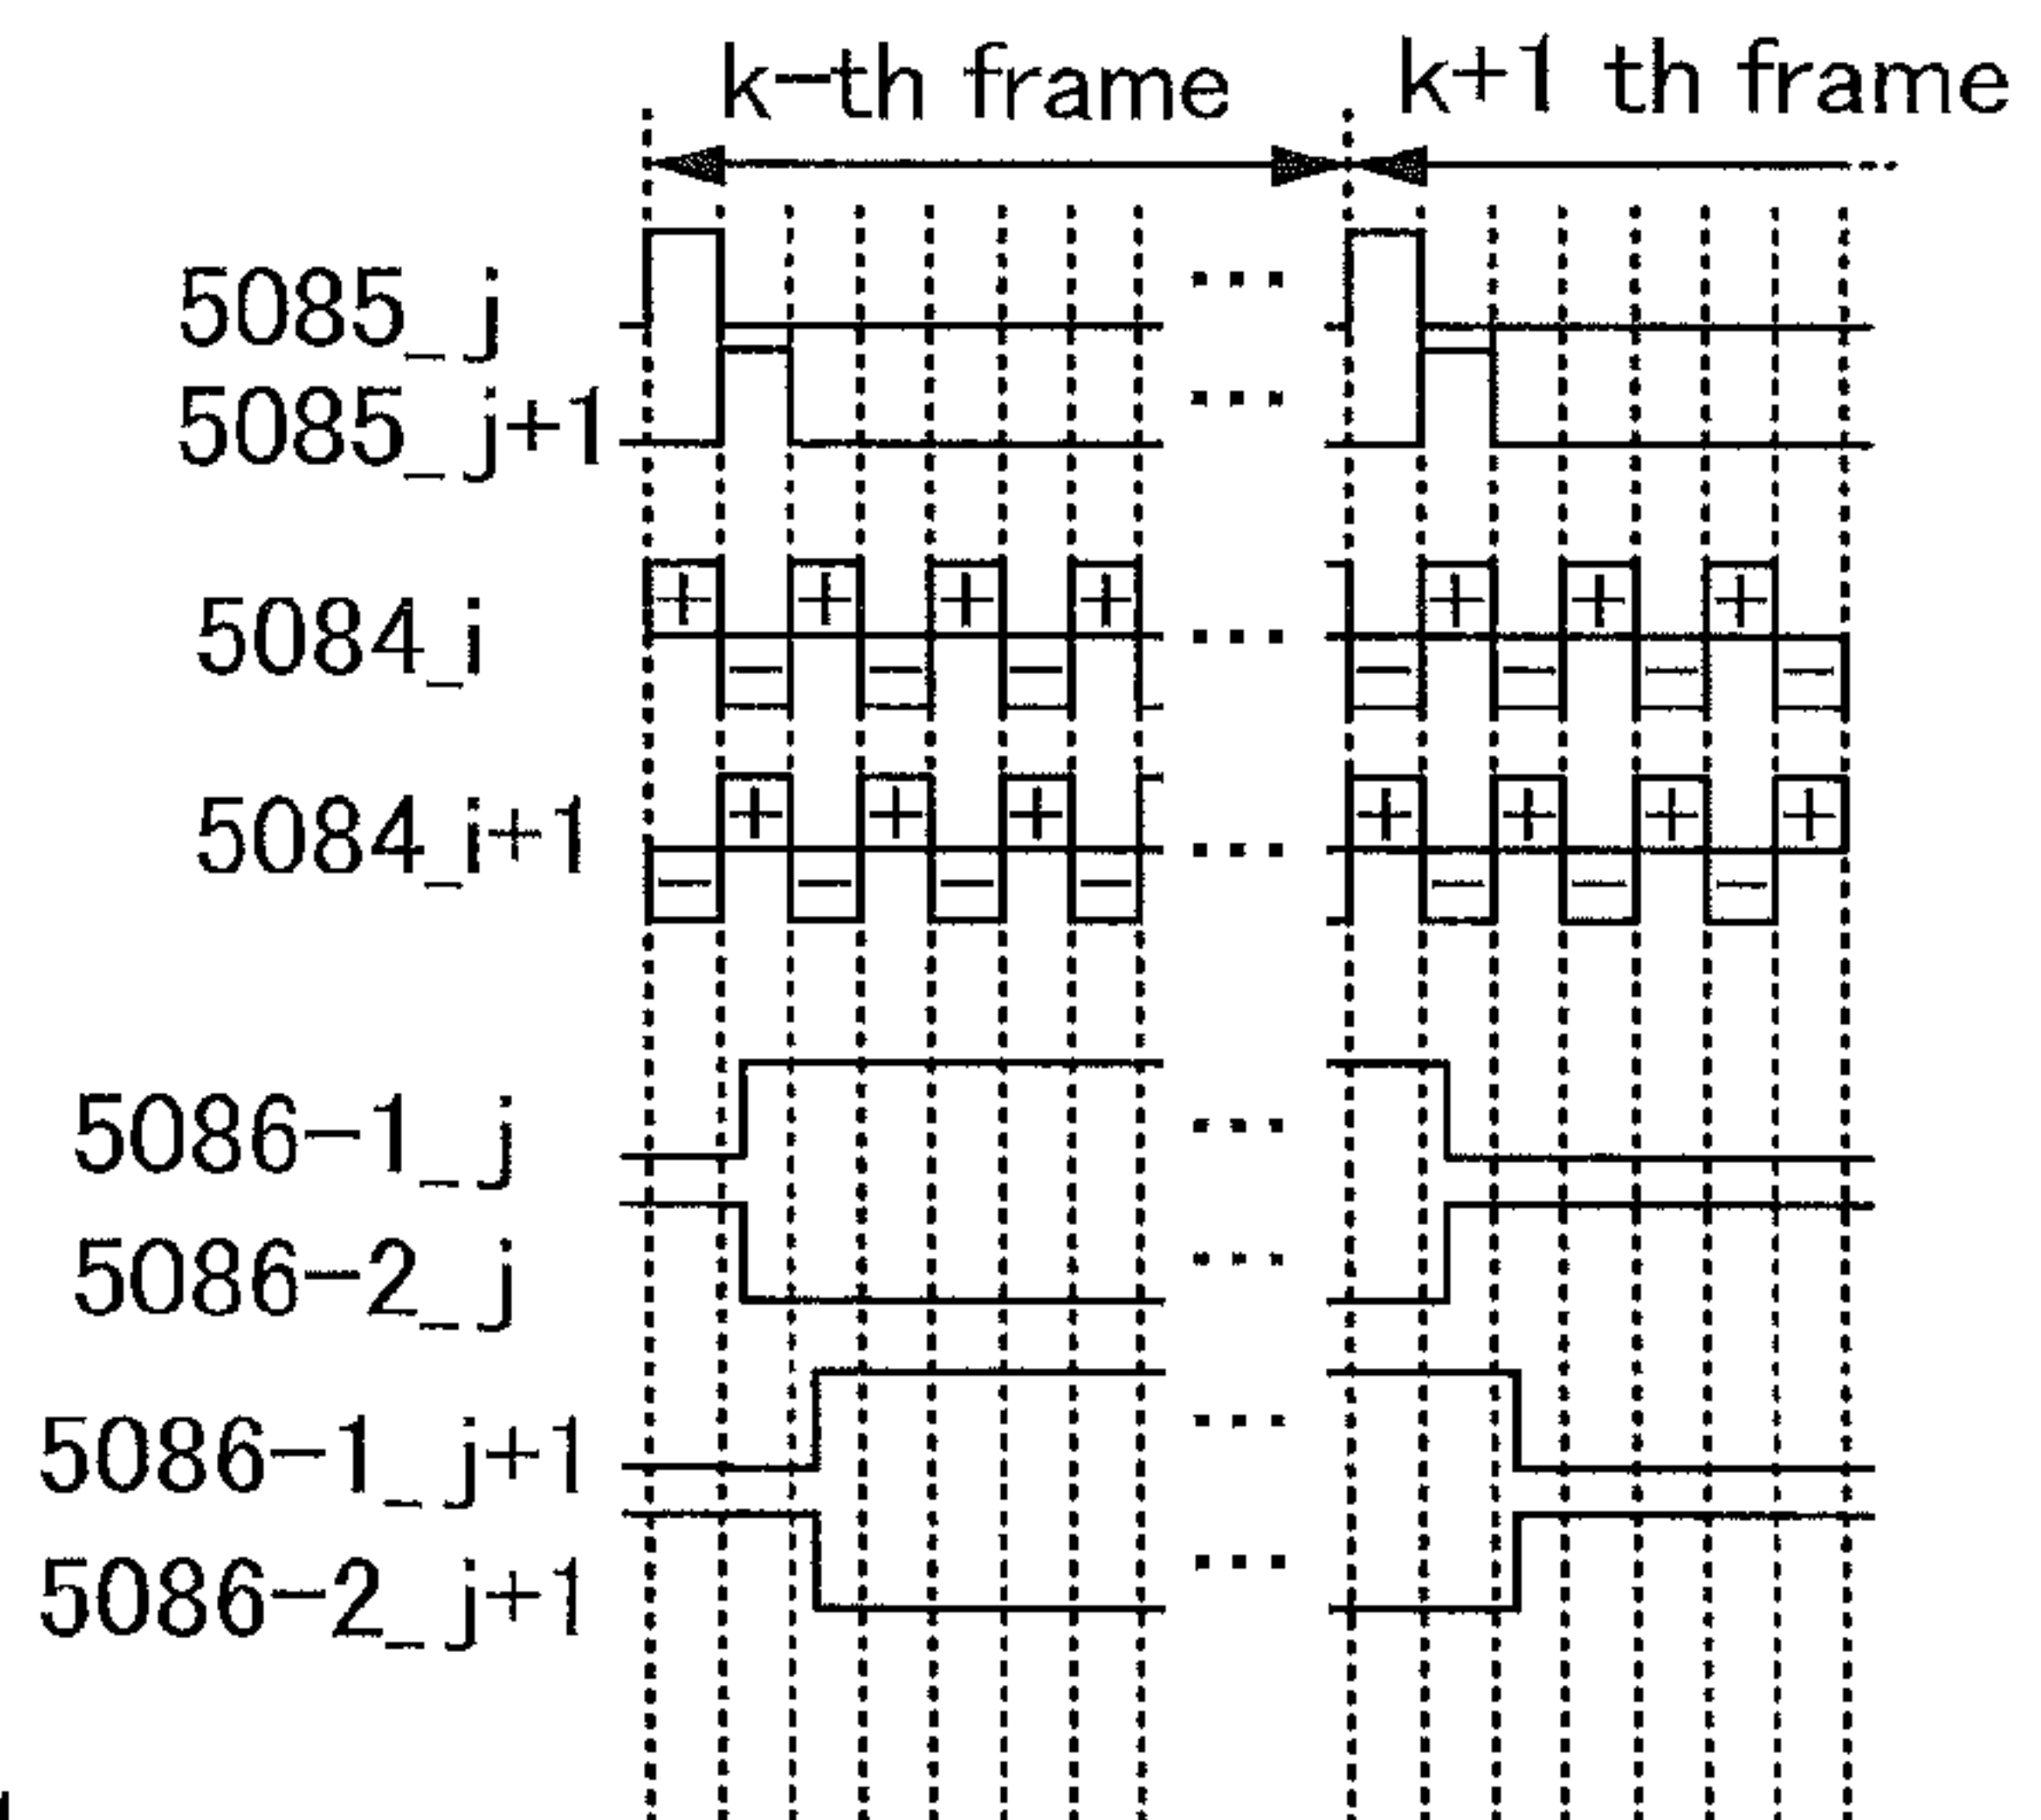 k-th frame k+1 th frame
5085_j
5085_j+1
5084_i
+ + + + + + +
− − − − − − −
5084_i+1
+ + + + + + +
− − − − − − −
5086-1_j
5086-2_j
5086-1_j+1
5086-2_j+1